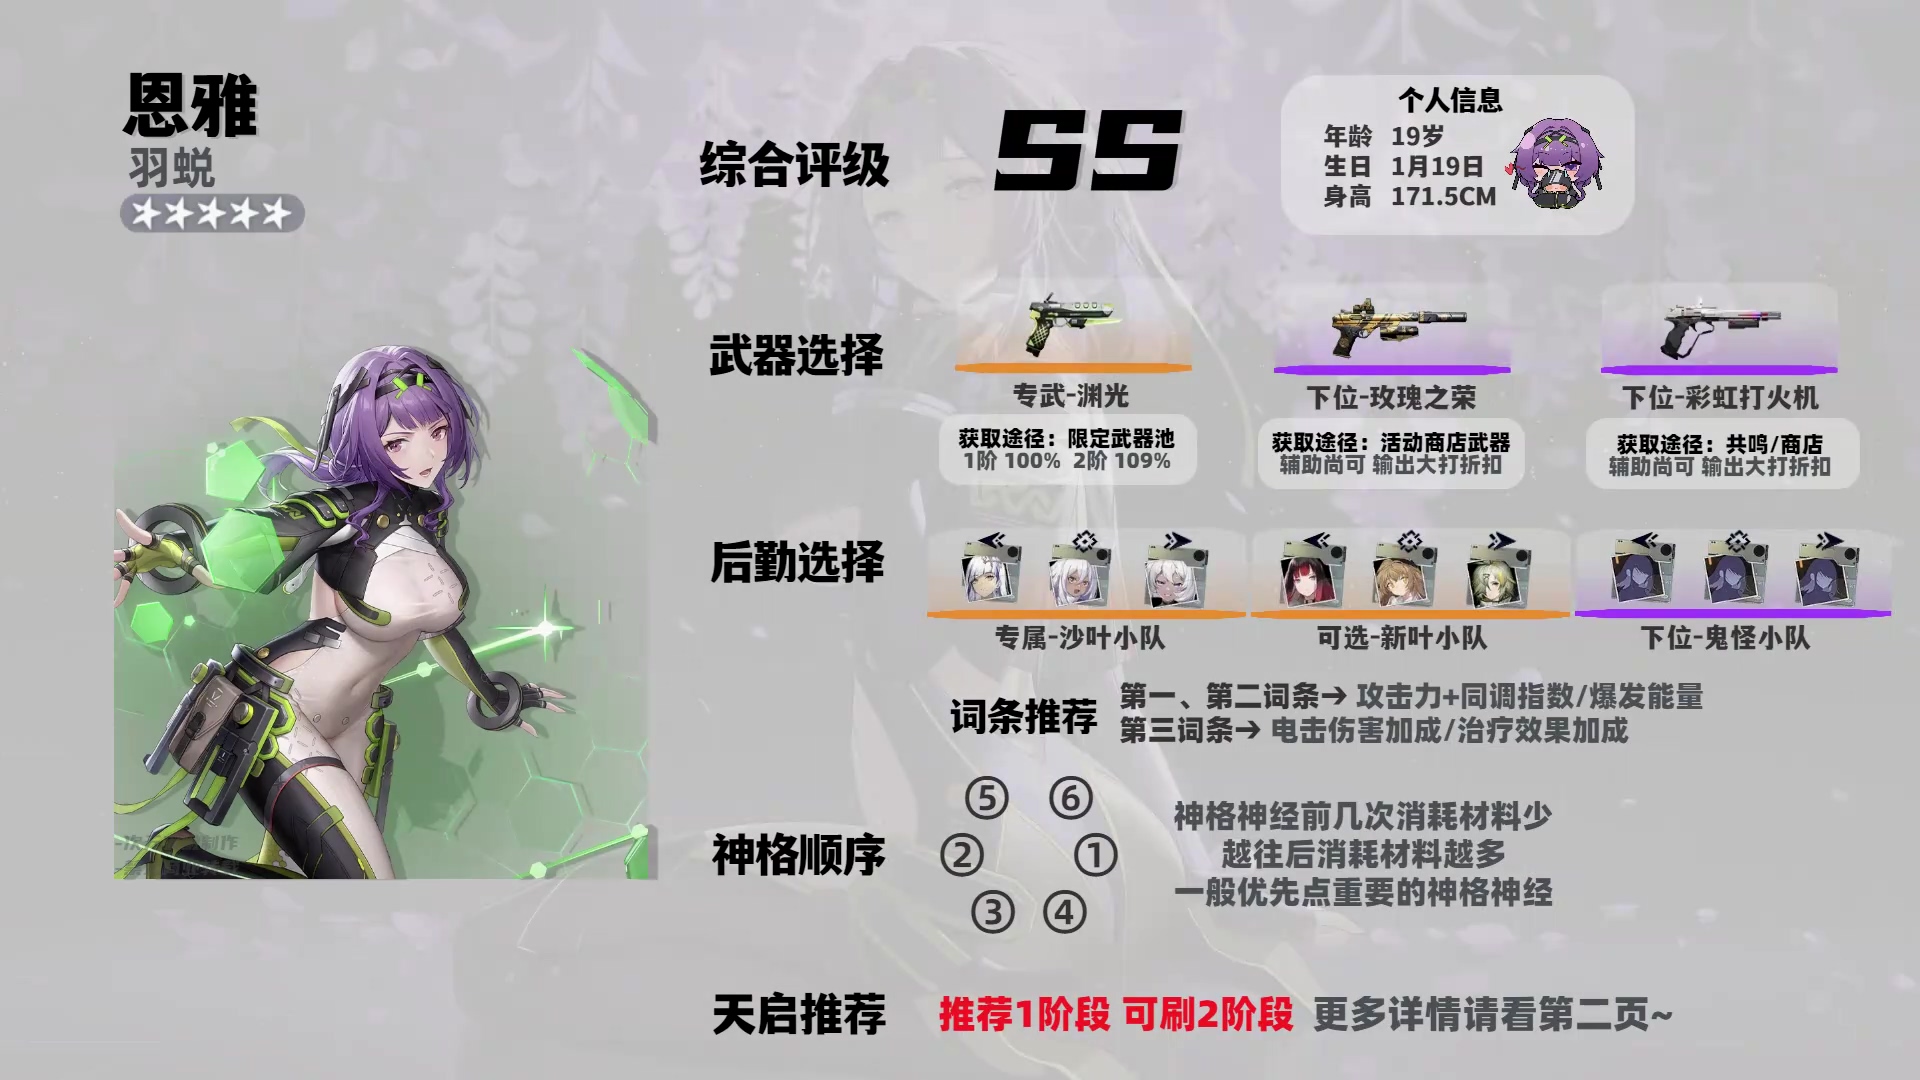 恩雅
羽蜕
综合评级
SS
个人信息
年龄 19岁
生日 1月19日
身高 171.5CM
武器选择
专武-渊光
获取途径：限定武器池
1阶 100% 2阶 109%
下位-玫瑰之荣
获取途径：活动商店武器
辅助尚可 输出大打折扣
下位-彩虹打火机
获取途径：共鸣/商店
辅助尚可 输出大打折扣
后勤选择
专属-沙叶小队
可选-新叶小队
下位-鬼怪小队
词条推荐
第一、第二词条→ 攻击力+同调指数/爆发能量
第三词条→ 电击伤害加成/治疗效果加成
神格顺序
⑤ ⑥
② ①
③ ④
神格神经前几次消耗材料少
越往后消耗材料越多
一般优先点重要的神格神经
天启推荐
推荐1阶段 可刷2阶段 更多详情请看第二页~